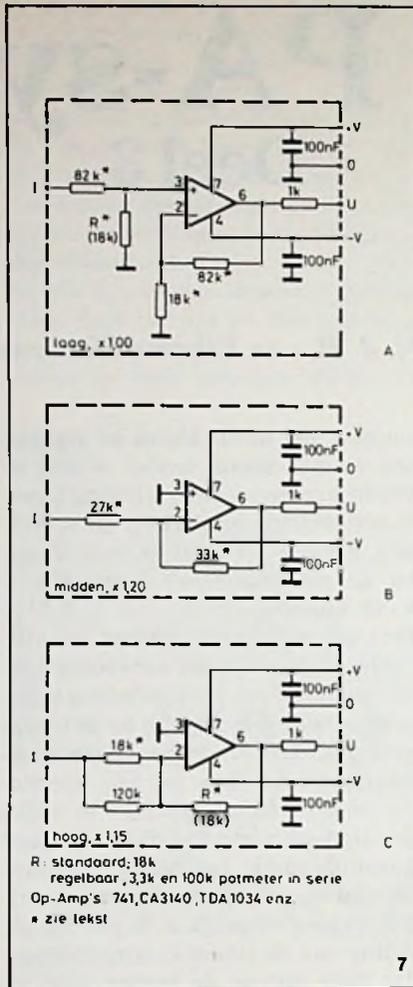 82k*
3
7
+V
100nF
0
I
R*
(18k)
2
6
1k
U
4
-V
82k*
100nF
18k*
laag, x1,00
A
+V
100nF
0
3
7
I
27k*
2
6
1k
U
4
-V
33k*
100nF
midden, x1,20
B
+V
100nF
0
3
7
18k*
1k
I
2
6
U
4
-V
120k
R*
(18k)
100nF
hoog, x1,15
C
R: standaard; 18k
regelbaar, 3,3k en 100k potmeter in serie
Op-Amp's 741, CA3140, TDA1034 enz.
* zie tekst
7